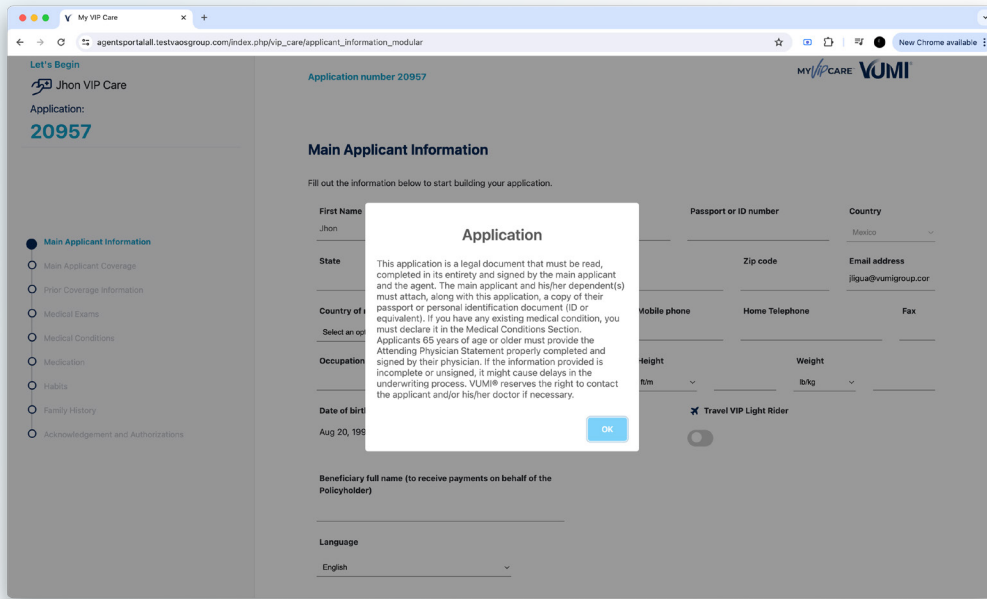 My VIP Care
agentsportalall.testvaosgroup.com/index.php/vip_care/applicant_information_modular
New Chrome available
Let's Begin
Jhon VIP Care
Application:
20957
Application number 20957
MY VIP CARE VUMI
Main Applicant Information
Fill out the information below to start building your application.
Main Applicant Information
Main Applicant Coverage
Prior Coverage Information
Medical Exams
Medical Conditions
Medication
Habits
Family History
Acknowledgement and Authorizations
First Name
Passport or ID number
Country
Jhon
Mexico
State
Zip code
Email address
jligua@vumigroup.cor
Country of
Mobile phone
Home Telephone
Fax
Select an opt
Occupation
Height
Weight
ft/m
lb/kg
Date of birt
Travel VIP Light Rider
Aug 20, 199
Beneficiary full name (to receive payments on behalf of the
Policyholder)
Language
English
Application
This application is a legal document that must be read,
completed in its entirety and signed by the main applicant
and the agent. The main applicant and his/her dependent(s)
must attach, along with this application, a copy of their
passport or personal identification document (ID or
equivalent). If you have any existing medical condition, you
must declare it in the Medical Conditions Section.
Applicants 65 years of age or older must provide the
Attending Physician Statement properly completed and
signed by their physician. If the information provided is
incomplete or unsigned, it might cause delays in the
underwriting process. VUMI® reserves the right to contact
the applicant and/or his/her doctor if necessary.
OK